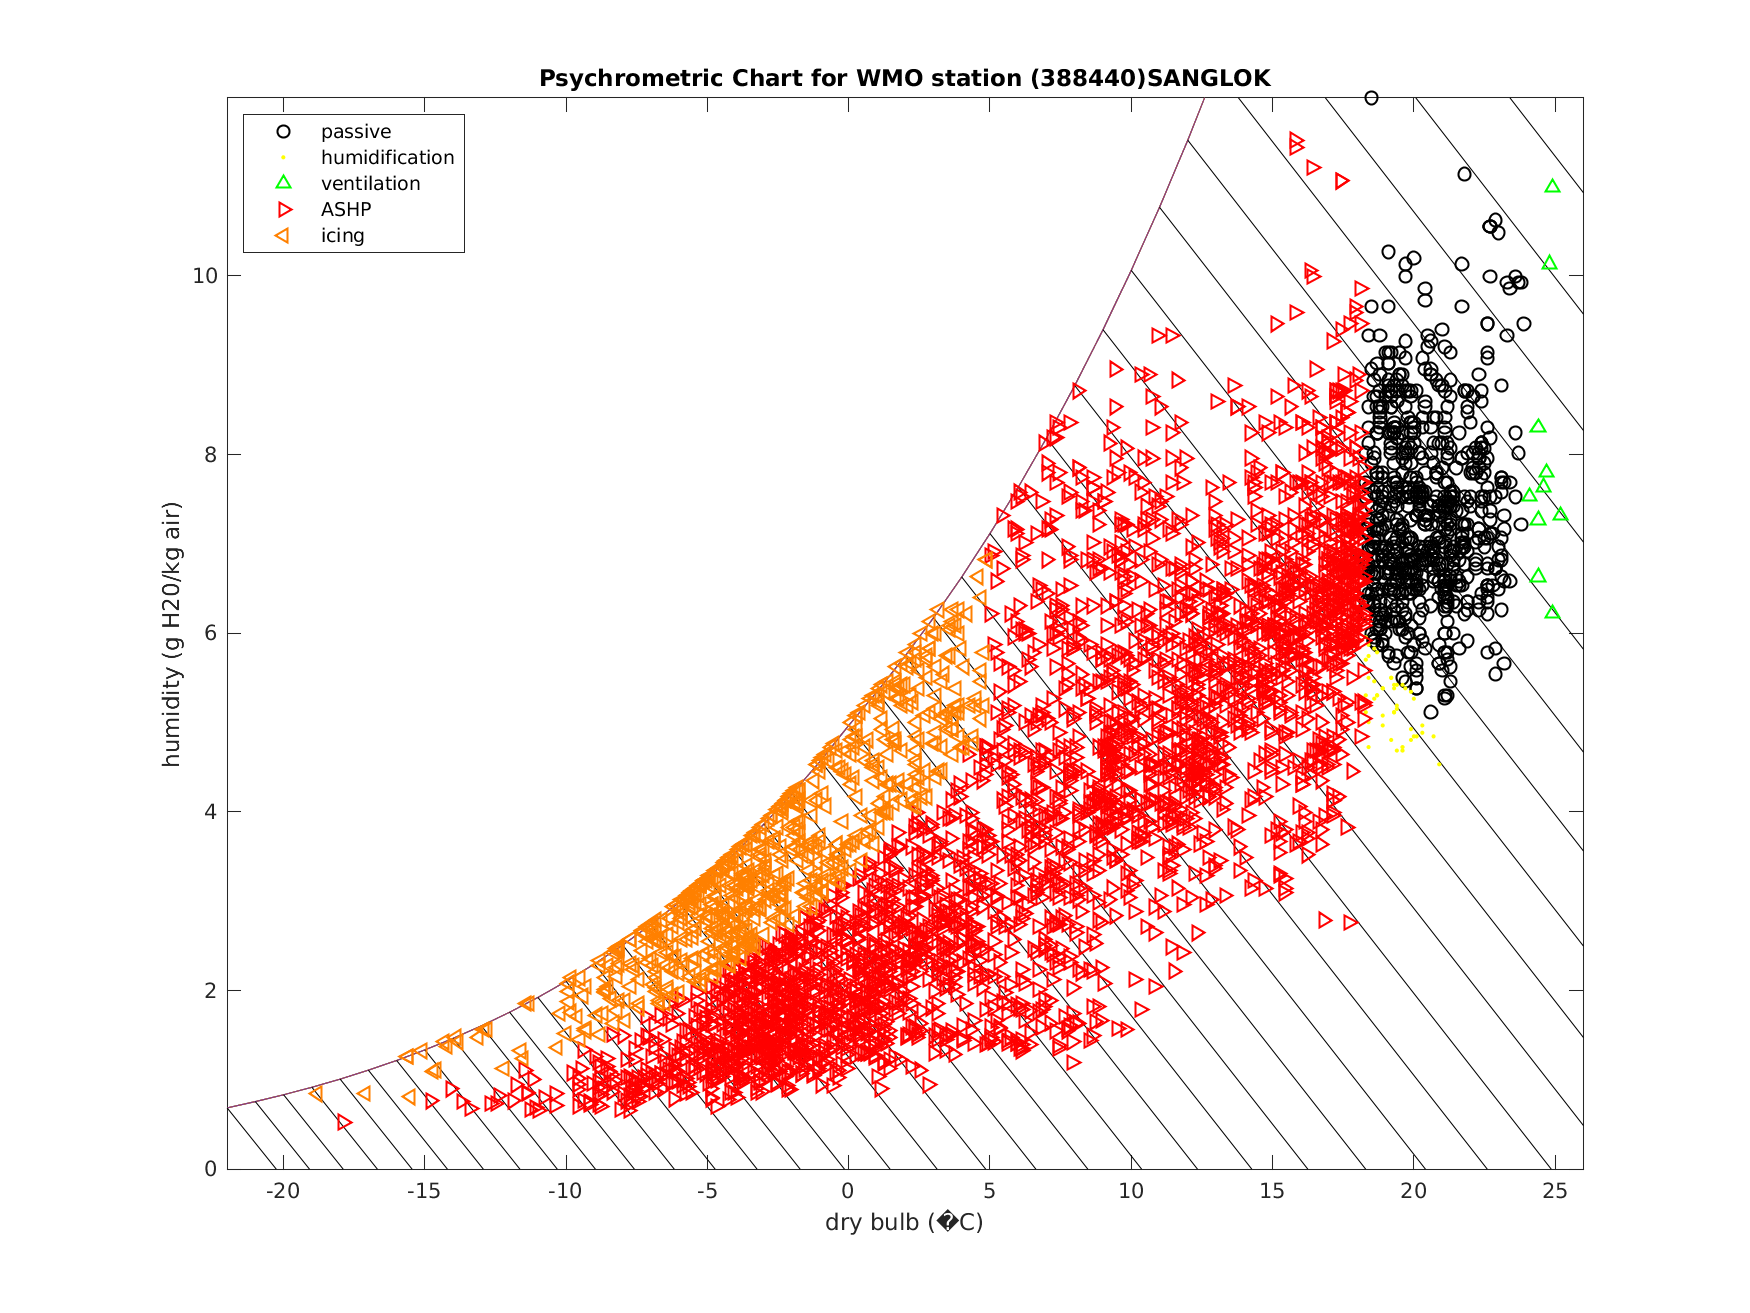 Psychrometric Chart for WMO station (388440)SANGLOK
passive
humidification
ventilation
ASHP
icing
humidity (g H20/kg air)
10
8
6
4
2
0
-20 -15 -10 -5 0 5 10 15 20 25
dry bulb (�C)